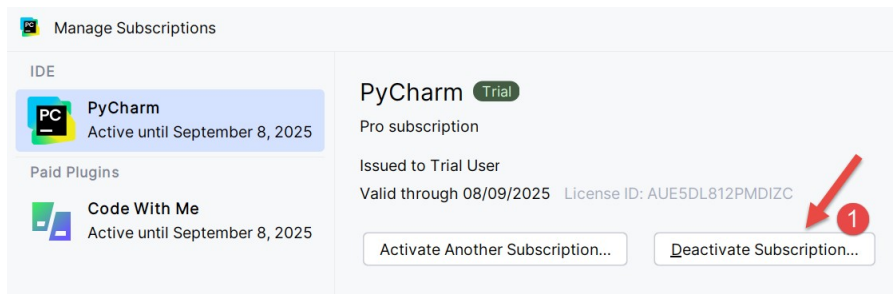 PC
Manage Subscriptions
IDE
PC
PyCharm
Active until September 8, 2025
Paid Plugins
Code With Me
Active until September 8, 2025
PyCharm Trial
Pro subscription
Issued to Trial User
Valid through 08/09/2025 License ID: AUE5DL812PMDIZC
1
Activate Another Subscription... Deactivate Subscription...